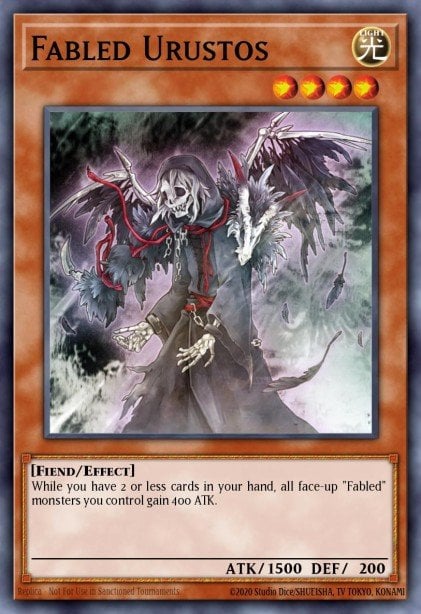 Fabled Urustos
LIGHT
光
[Fiend/Effect]
While you have 2 or less cards in your hand, all face-up "Fabled"
monsters you control gain 400 ATK.
ATK/1500 DEF/ 200
Replica - Not For Use in Sanctioned Tournaments
©2020 Studio Dice/SHUEISHA, TV TOKYO, KONAMI